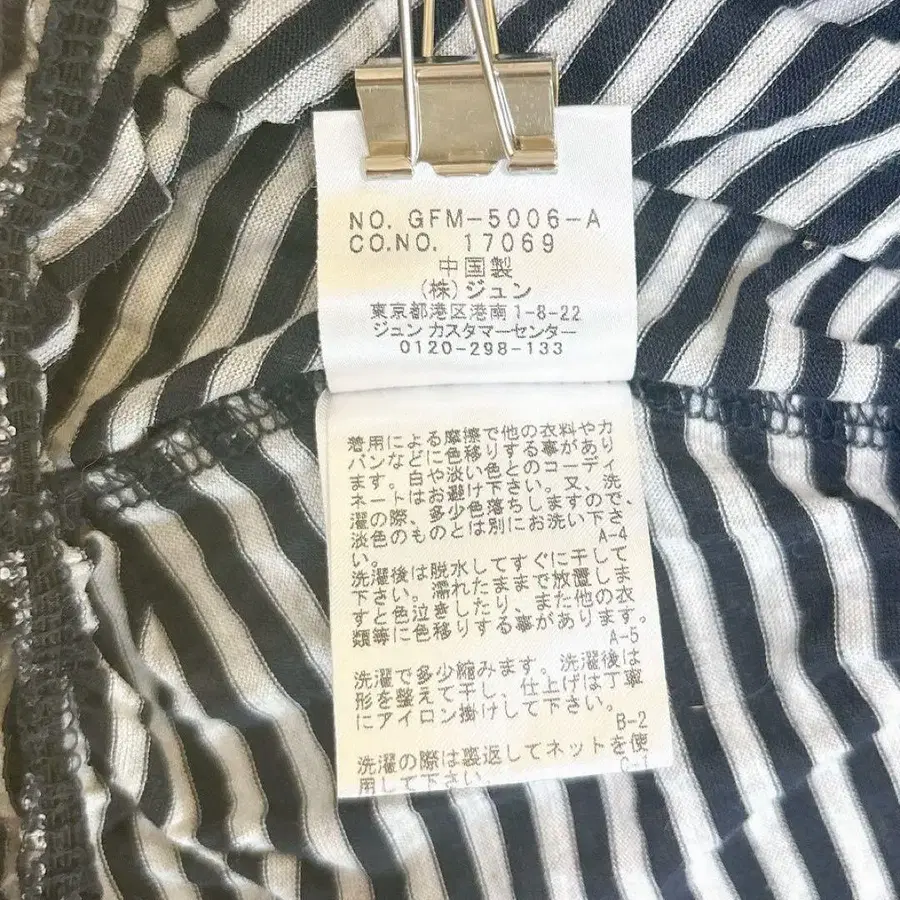 NO. GFM-5006-A
CO.NO. 17069
中国製
(株)ジュン
東京都港区港南1-8-22
ジュン カスタマーセンター
0120-298-133
着用による摩擦で他の衣料やカ
バンなどに色移りする事があり
ます。白や淡い色とのコーディ
ネートはお避け下さい。又、洗
濯の際、多少色落ちしますので、
淡色のものとは別にお洗い下さ
い。
A-4
洗濯後は脱水してすぐに干して
下さい。濡れたままで放置しま
すと色泣きしたり、また他の衣
類等に色移りする事があります。
A-5
洗濯で多少縮みます。洗濯後は
形を整えて干し、仕上げは丁寧
にアイロン掛けして下さい。
B-2
洗濯の際は裏返してネットを使
用して下さい。
C-1